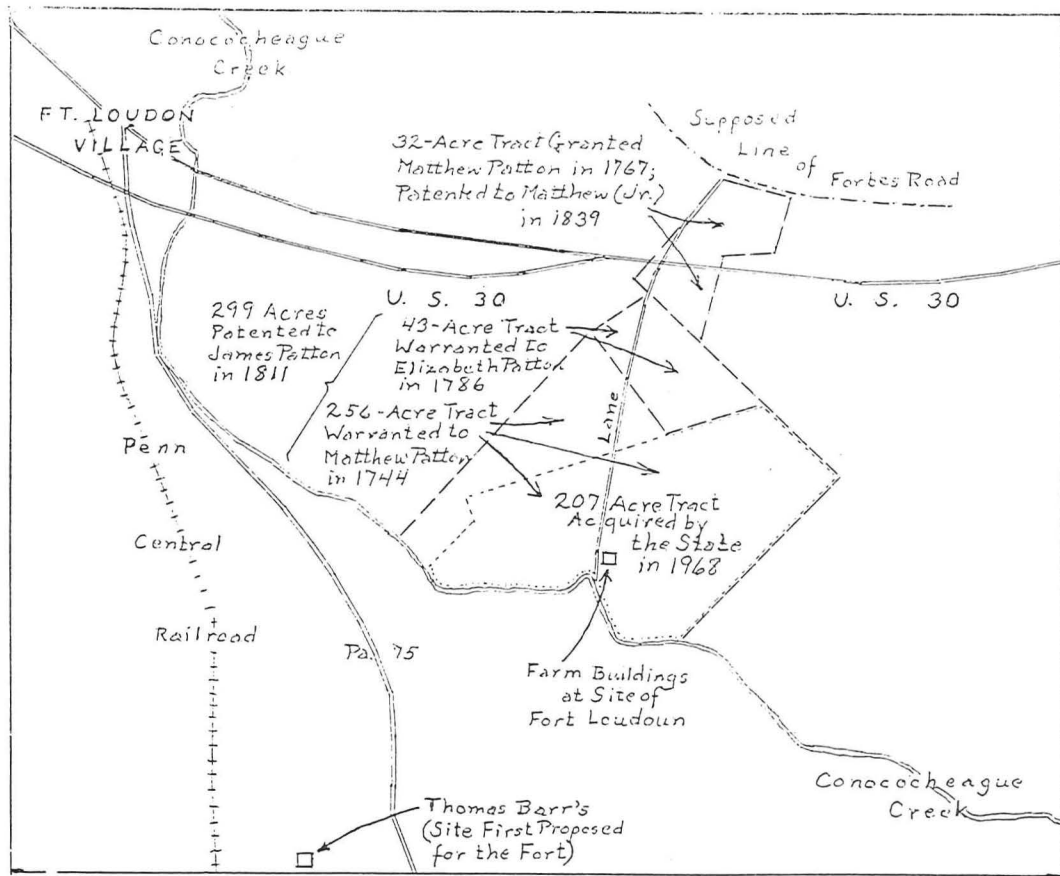 Conococheague
Creek
FT. LOUDON
VILLAGE
32-Acre Tract Granted
Matthew Patton in 1767;
Patented to Matthew (Jr.)
in 1839
Supposed
Line
of
Forbes Road
U. S. 30
U. S. 30
299 Acres
Patented to
James Patton
in 1811
43-Acre Tract
Warranted to
Elizabeth Patton
in 1786
256-Acre Tract
Warranted to
Matthew Patton
in 1744
Lane
207 Acre Tract
Acquired by
the State
in 1968
Penn
Central
Railroad
Pa. 75
Farm Buildings
at Site of
Fort Loudoun
Conococheague
Creek
Thomas Barr's
(Site First Proposed
for the Fort)